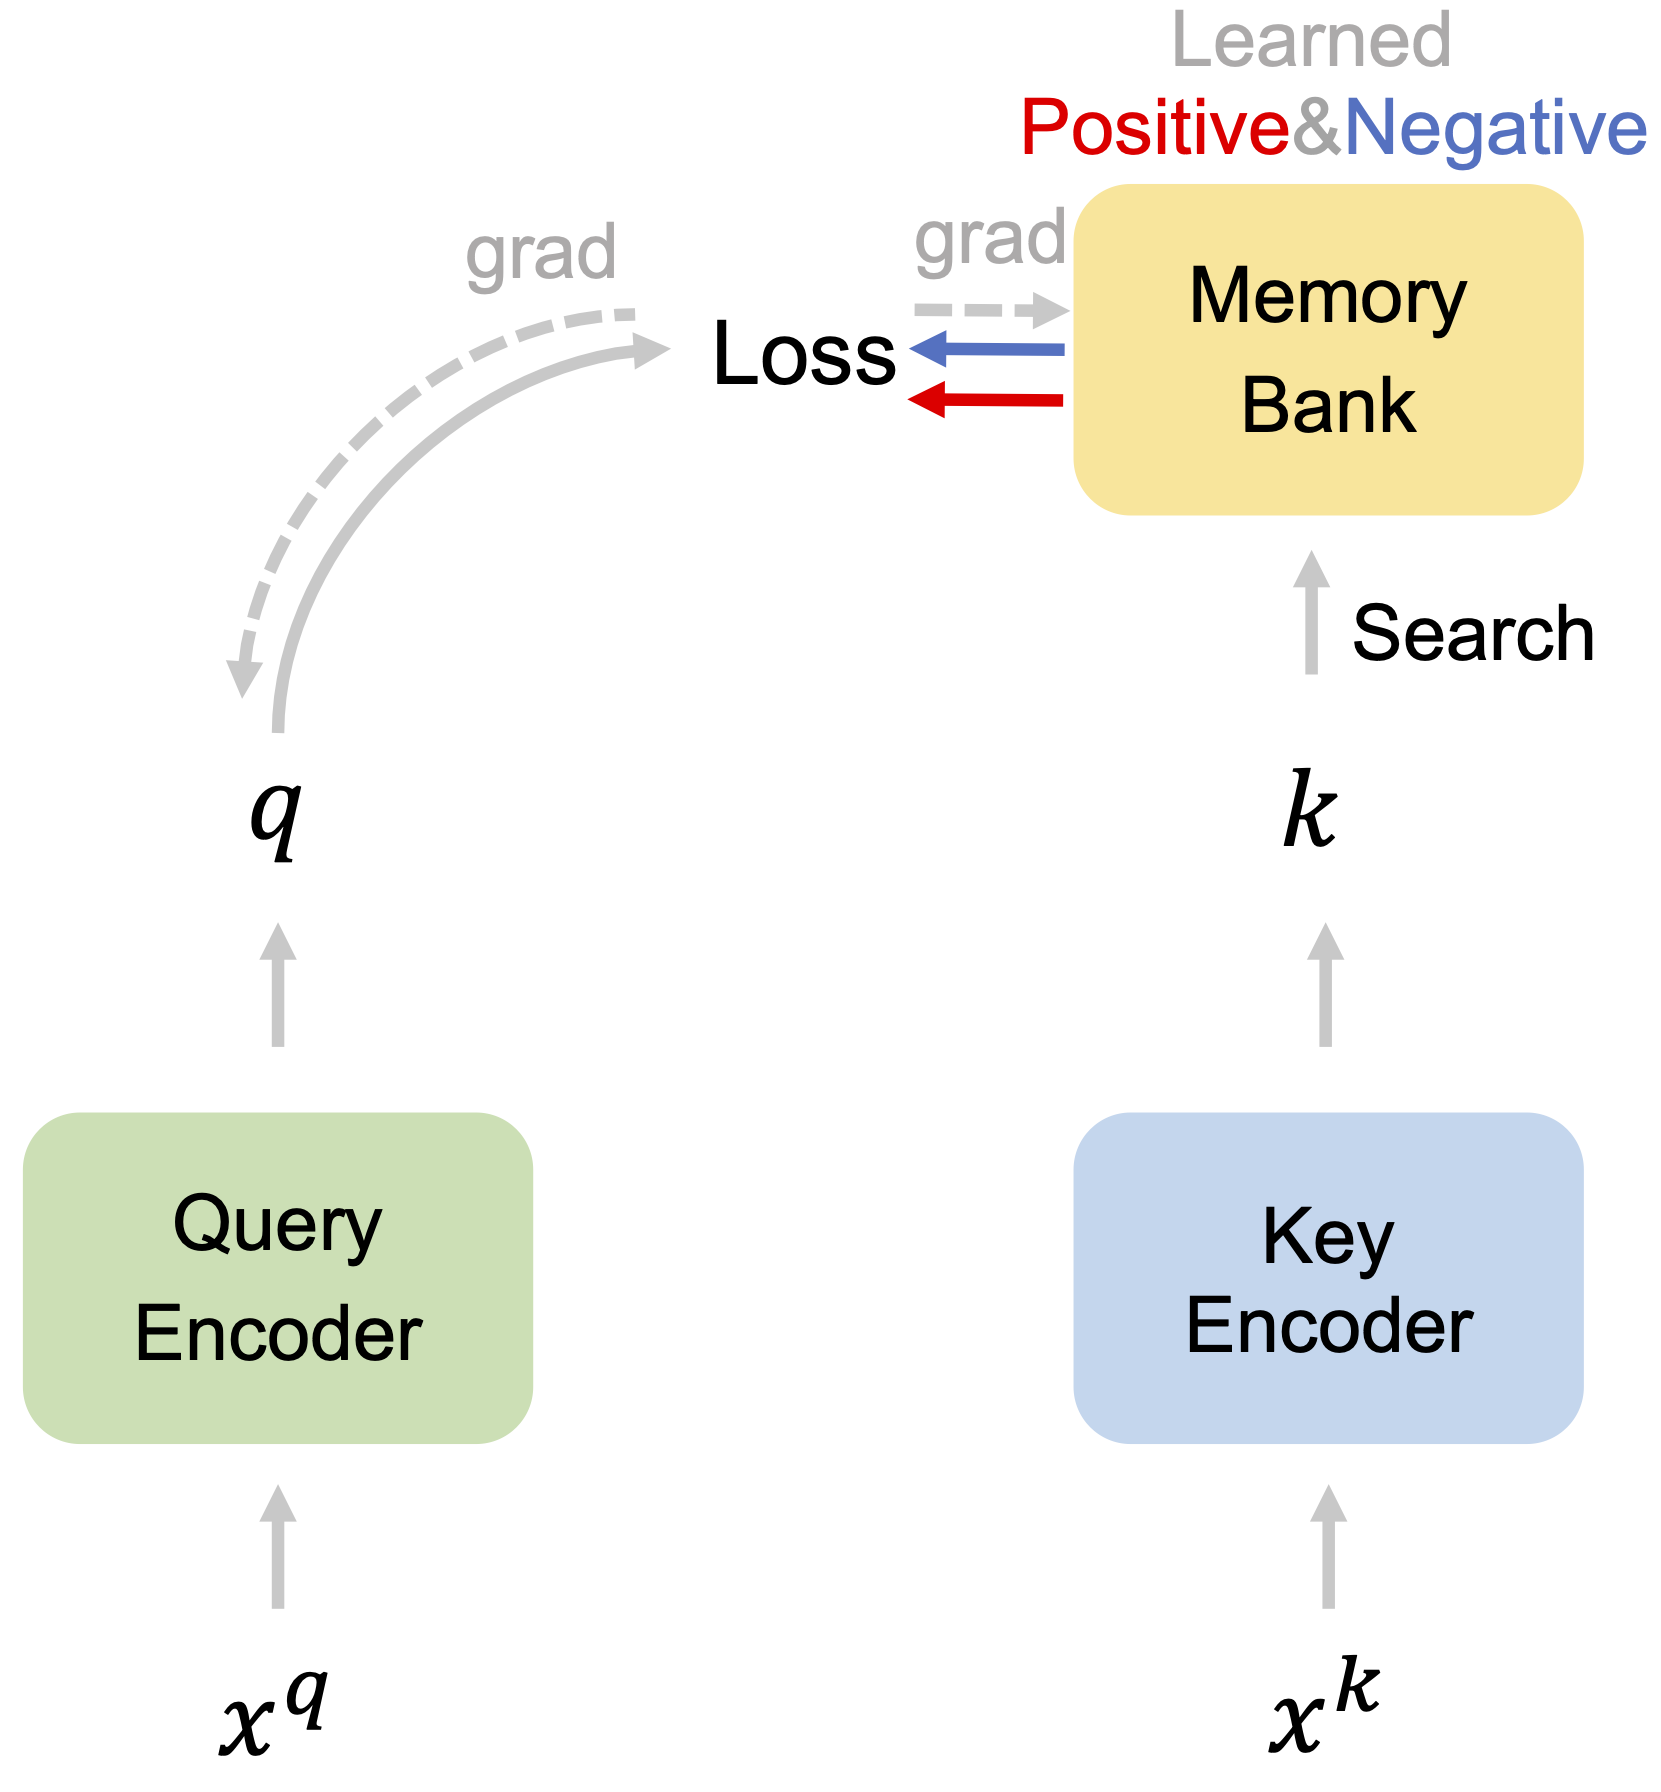 Learned
Positive&Negative
grad
grad
Memory
Bank
Loss
Search
q
k
Query
Encoder
Key
Encoder
x^q
x^k